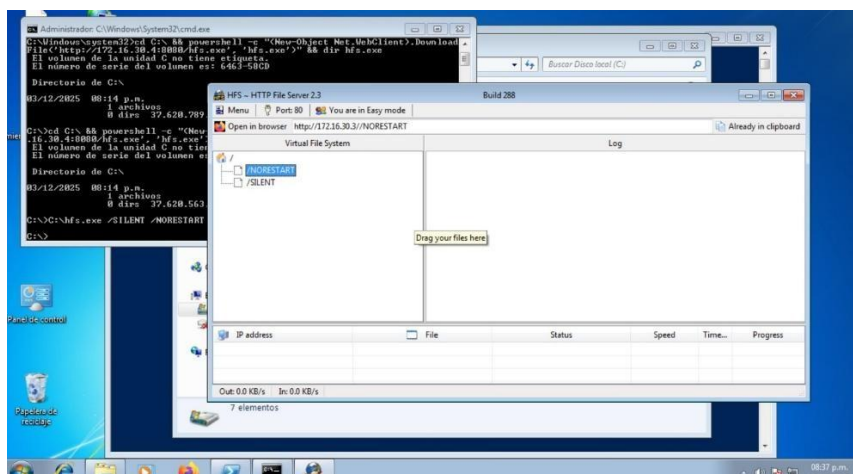 Administrador: C:\Windows\System32\cmd.exe
C:\Windows\system32>cd C:\ && powershell -c "(New-Object Net.WebClient).Download
File('http://172.16.30.4:8080/hfs.exe', 'hfs.exe')" && dir hfs.exe
El volumen de la unidad C no tiene etiqueta.
El número de serie del volumen es: 6463-58CD
Directorio de C:\
03/12/2025 08:14 p.m.
1 archivos
0 dirs 37.620.789
C:\>cd C:\ && powershell -c "(New
.16.30.4:8080/hfs.exe', 'hfs.exe'
El volumen de la unidad C no tie
El número de serie del volumen e
Directorio de C:\
03/12/2025 08:14 p.m.
1 archivos
0 dirs 37.620.563
C:\>C:\hfs.exe /SILENT /NORESTART
C:\>
Buscar Disco local (C:)
HFS ~ HTTP File Server 2.3
Build 288
Menu
Port: 80
You are in Easy mode
Open in browser
http://172.16.30.3//NORESTART
Already in clipboard
Virtual File System
Log
/
/NORESTART
/SILENT
Drag your files here
IP address
File
Status
Speed
Time...
Progress
Out: 0.0 KB/s
In: 0.0 KB/s
7 elementos
Panel de control
Papelera de
reciclaje
08:37 p.m.